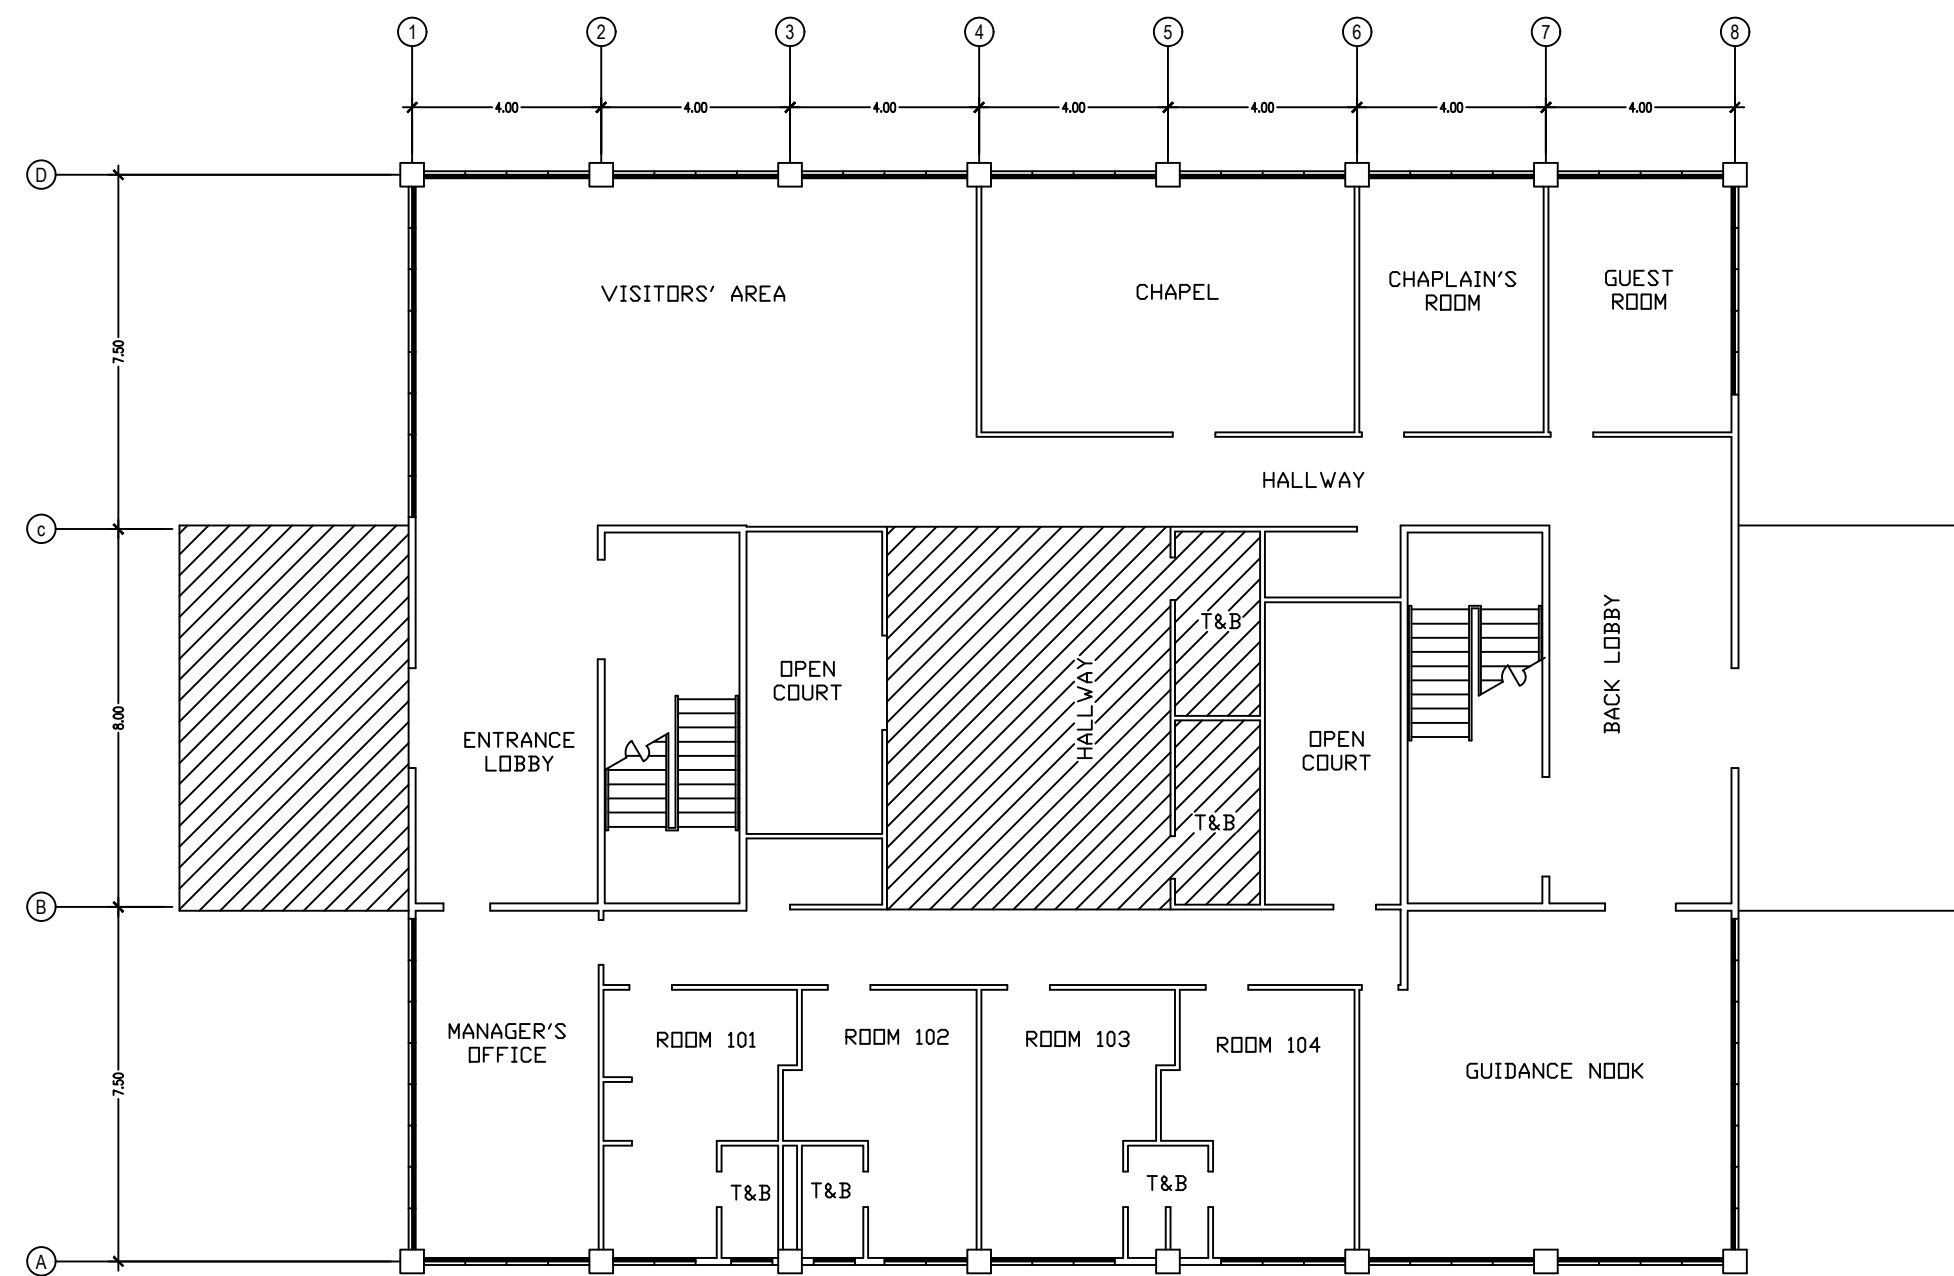 1 2 3 4 5 6 7 8
4.00 4.00 4.00 4.00 4.00 4.00 4.00
D
7.50
VISITORS' AREA
CHAPEL
CHAPLAIN'S
ROOM
GUEST
ROOM
HALLWAY
c
8.00
ENTRANCE
LOBBY
OPEN
COURT
HALLWAY
T&B
T&B
OPEN
COURT
BACK LOBBY
B
7.50
MANAGER'S
OFFICE
ROOM 101
ROOM 102
ROOM 103
ROOM 104
GUIDANCE NOOK
T&B
T&B
T&B
A